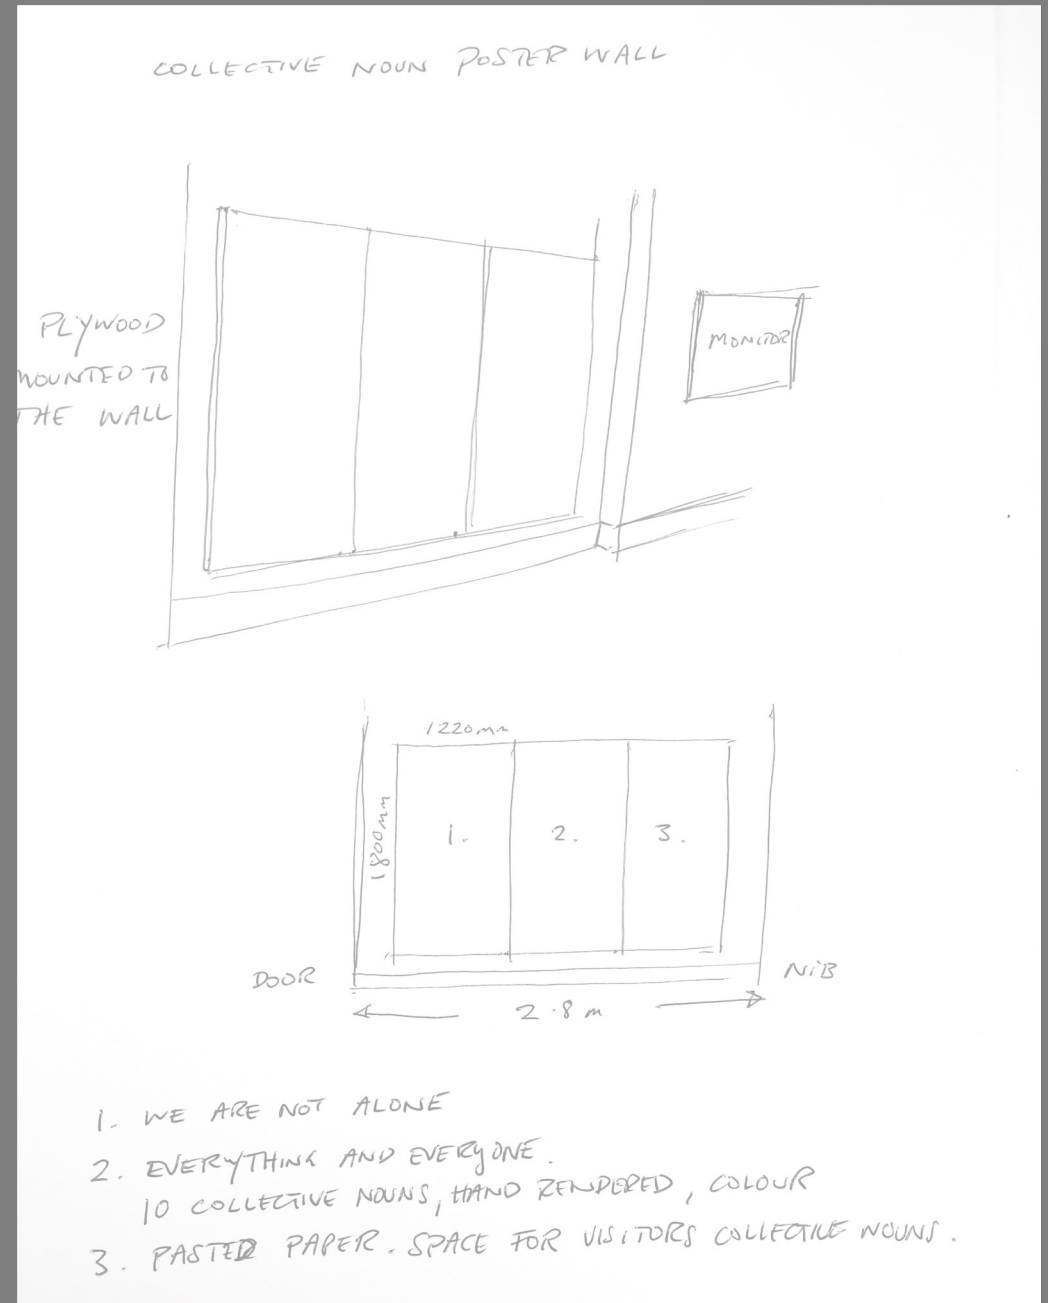 COLLECTIVE NOUN POSTER WALL
PLYWOOD
MOUNTED TO
THE WALL
MONITOR
1220mm
1800mm
1.
2.
3.
DOOR
NiB
2.8 m
1. WE ARE NOT ALONE
2. EVERYTHING AND EVERYONE.
10 COLLECTIVE NOUNS, HAND RENDERED, COLOUR
3. PASTED PAPER. SPACE FOR VISITORS COLLECTIVE NOUNS.